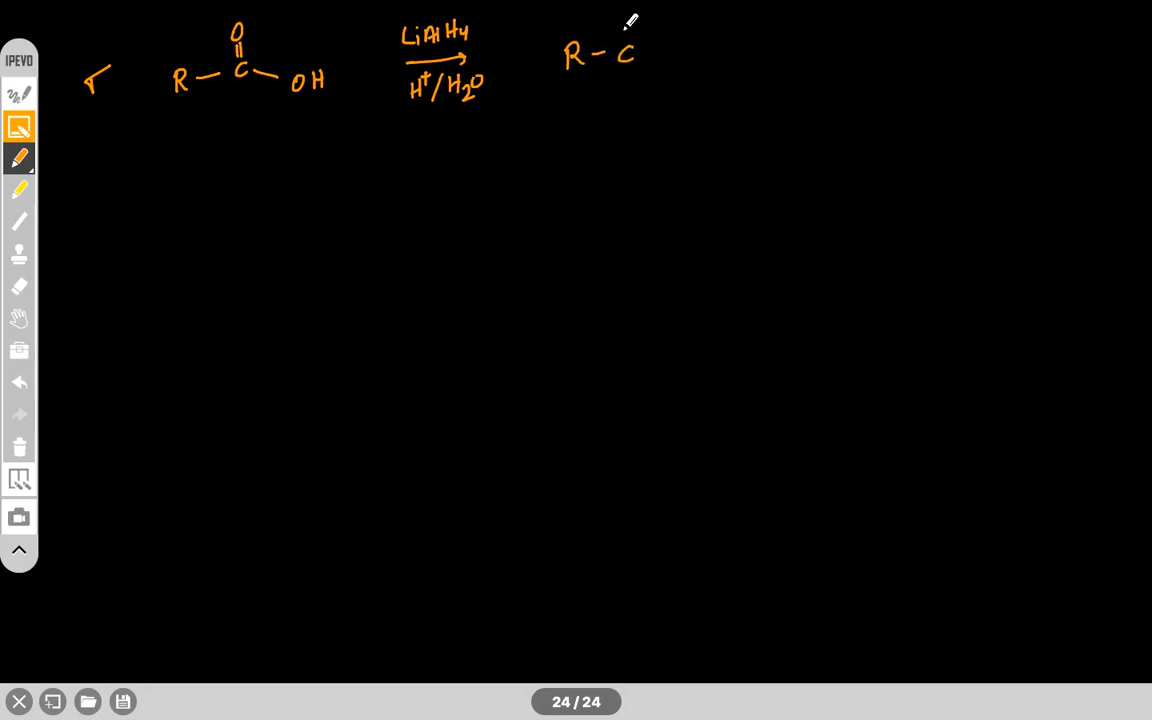 IPEVO
O
||
R - C - OH
LiAlH4
H+/H2O
R - C
24 / 24